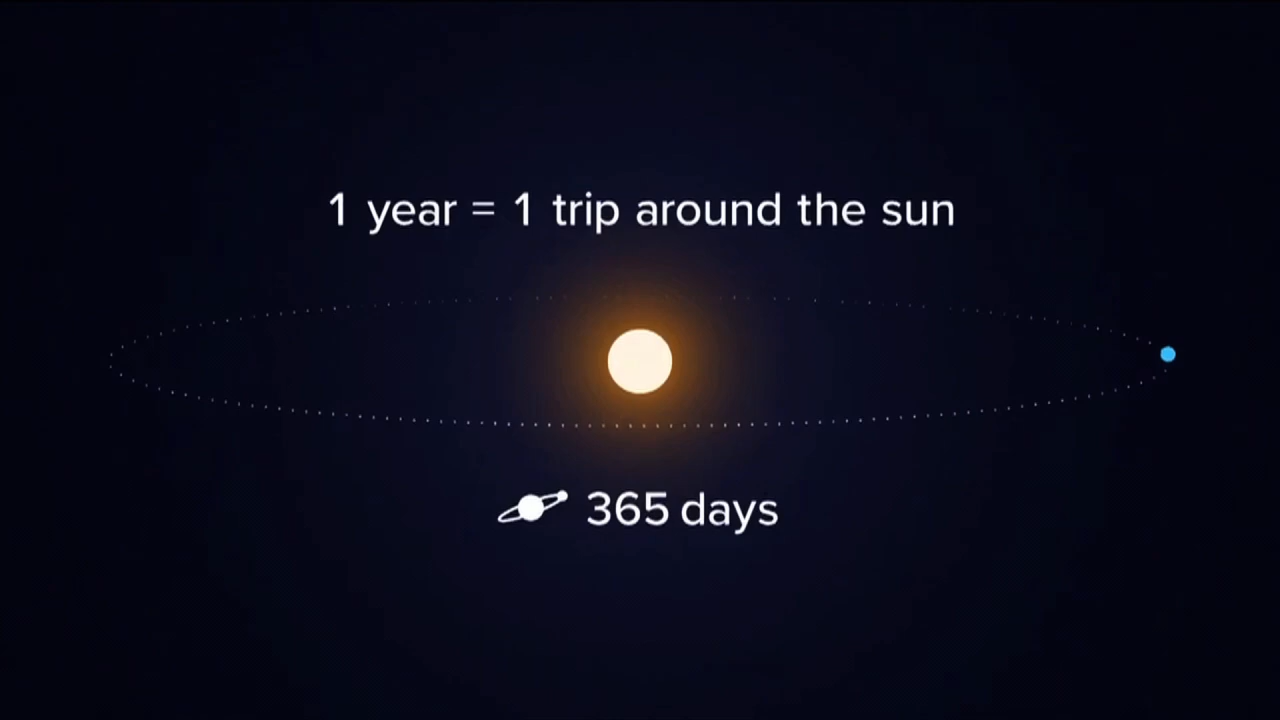 1 year = 1 trip around the sun
365 days